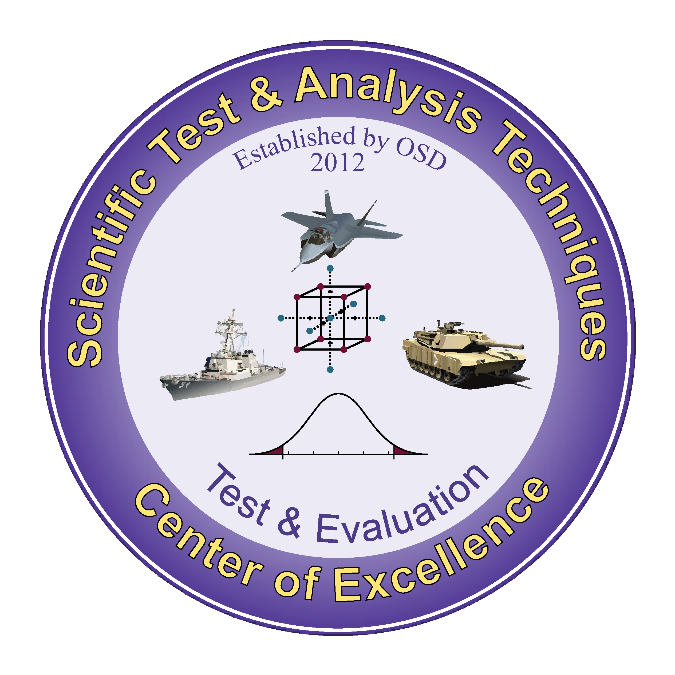 Scientific Test & Analysis Techniques
Established by OSD
2012
Test & Evaluation
Center of Excellence